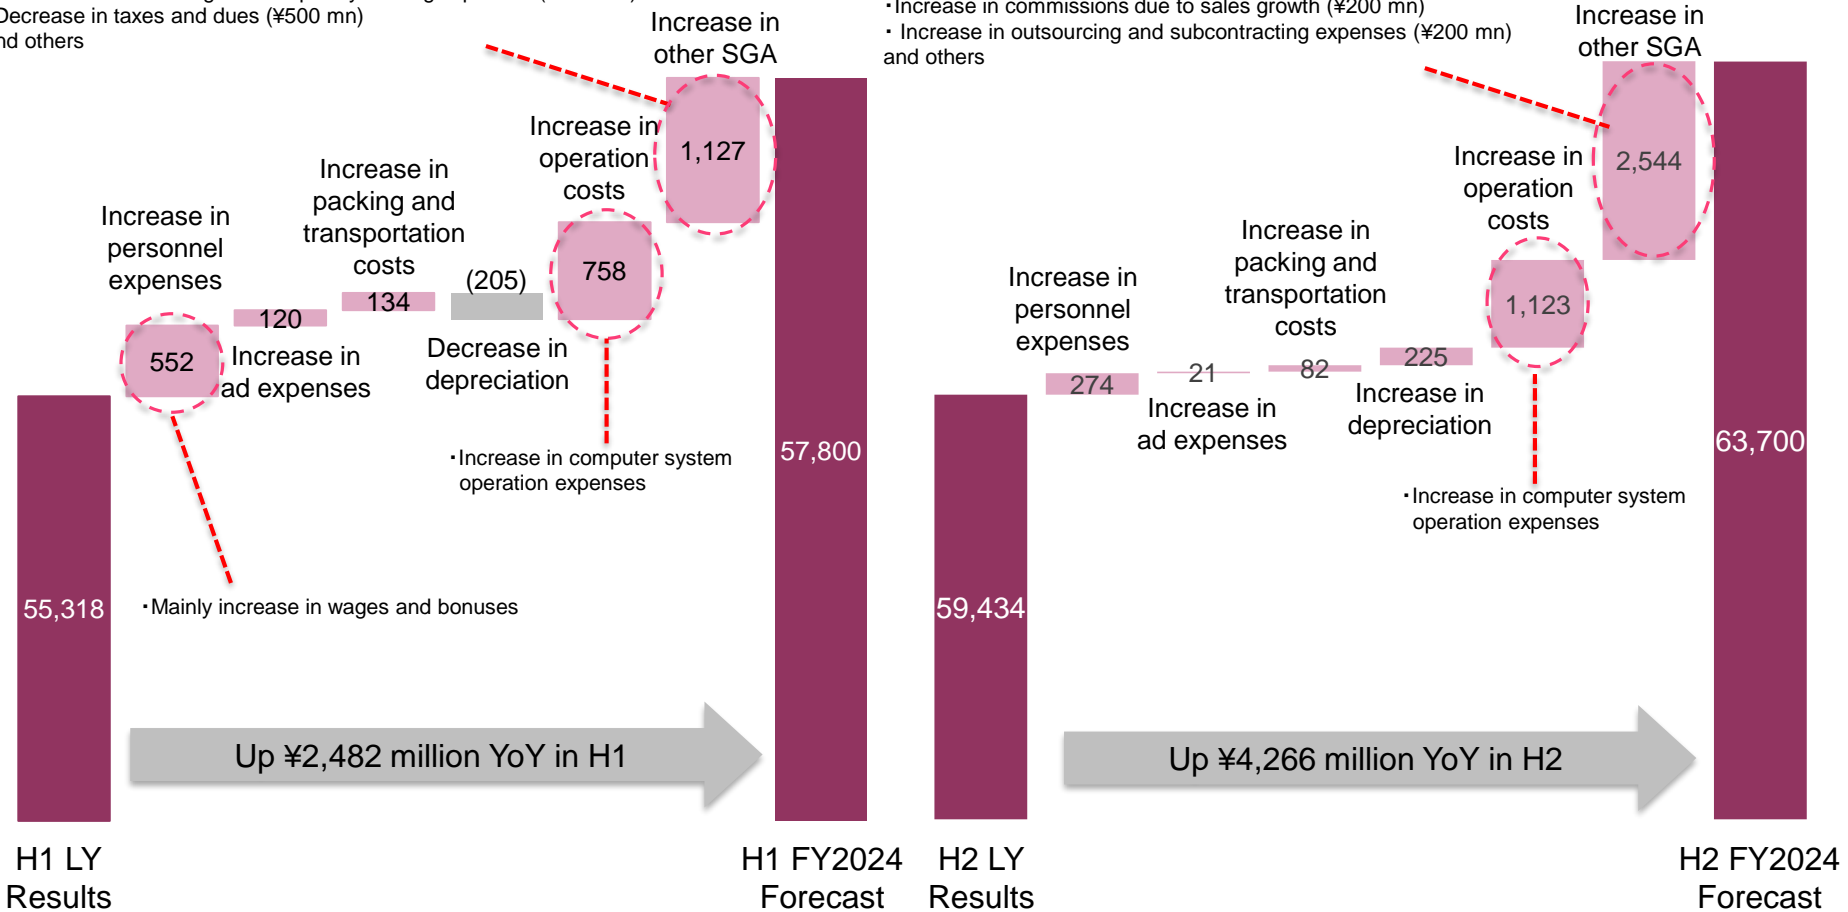 Decrease in taxes and dues (¥500 mn)
and others
Increase in
other SGA
・Increase in commissions due to sales growth (¥200 mn)
・ Increase in outsourcing and subcontracting expenses (¥200 mn)
and others
Increase in
other SGA
1,127
2,544
Increase in
operation
costs
758
Increase in
packing and
transportation
costs
134
(205)
Decrease in
depreciation
Increase in
personnel
expenses
552
120
Increase in
ad expenses
・Increase in computer system
operation expenses
・Mainly increase in wages and bonuses
55,318
57,800
Up ¥2,482 million YoY in H1
H1 LY
Results
H1 FY2024
Forecast
Increase in
operation
costs
1,123
Increase in
packing and
transportation
costs
82
225
Increase in
depreciation
Increase in
personnel
expenses
274
21
Increase in
ad expenses
・Increase in computer system
operation expenses
59,434
63,700
Up ¥4,266 million YoY in H2
H2 LY
Results
H2 FY2024
Forecast